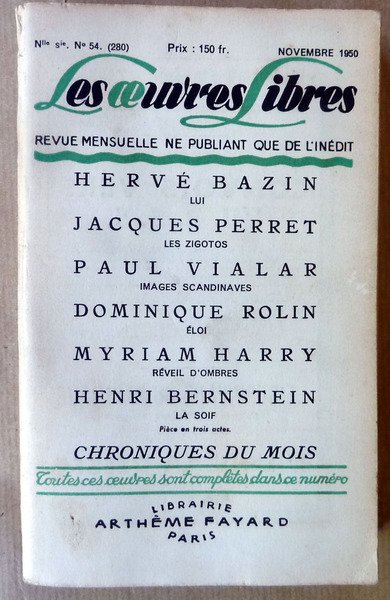 Nlle Sie. No 54. (280) Prix : 150 fr. NOVEMBRE 1950
Les œuvres Libres
REVUE MENSUELLE NE PUBLIANT QUE DE L'INÉDIT
HERVÉ BAZIN
LUI
JACQUES PERRET
LES ZIGOTOS
PAUL VIALAR
IMAGES SCANDINAVES
DOMINIQUE ROLIN
ÉLOI
MYRIAM HARRY
RÉVEIL D'OMBRES
HENRI BERNSTEIN
LA SOIF
Pièce en trois actes.
CHRONIQUES DU MOIS
Toutes ces œuvres sont complètes dans ce numéro
LIBRAIRIE
ARTHÈME FAYARD
PARIS